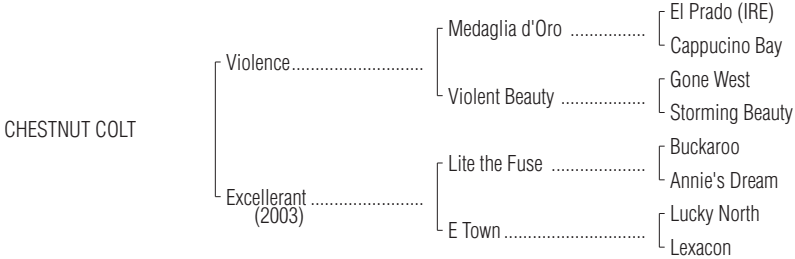 El Prado (IRE)
Medaglia d'Oro ................
Cappucino Bay
Violence............................
Gone West
Violent Beauty ..................
Storming Beauty
CHESTNUT COLT
Buckaroo
Lite the Fuse ....................
Annie's Dream
Excellerant ........................
(2003)
Lucky North
E Town..............................
Lexacon